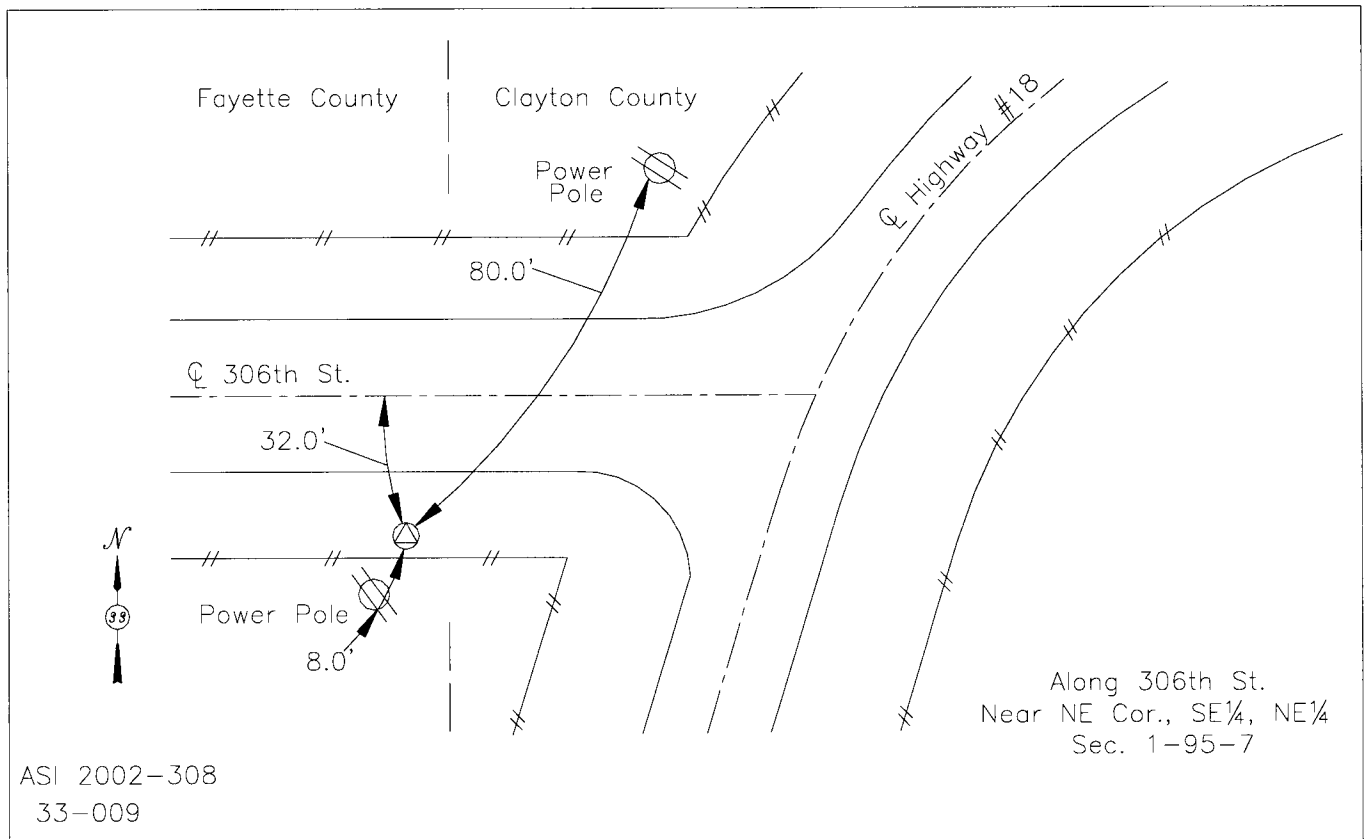 Fayette County
Clayton County
Power
Pole
℄ Highway #18
80.0'
℄ 306th St.
32.0'
N
33
Power Pole
8.0'
Along 306th St.
Near NE Cor., SE¼, NE¼
Sec. 1-95-7
ASI 2002-308
33-009